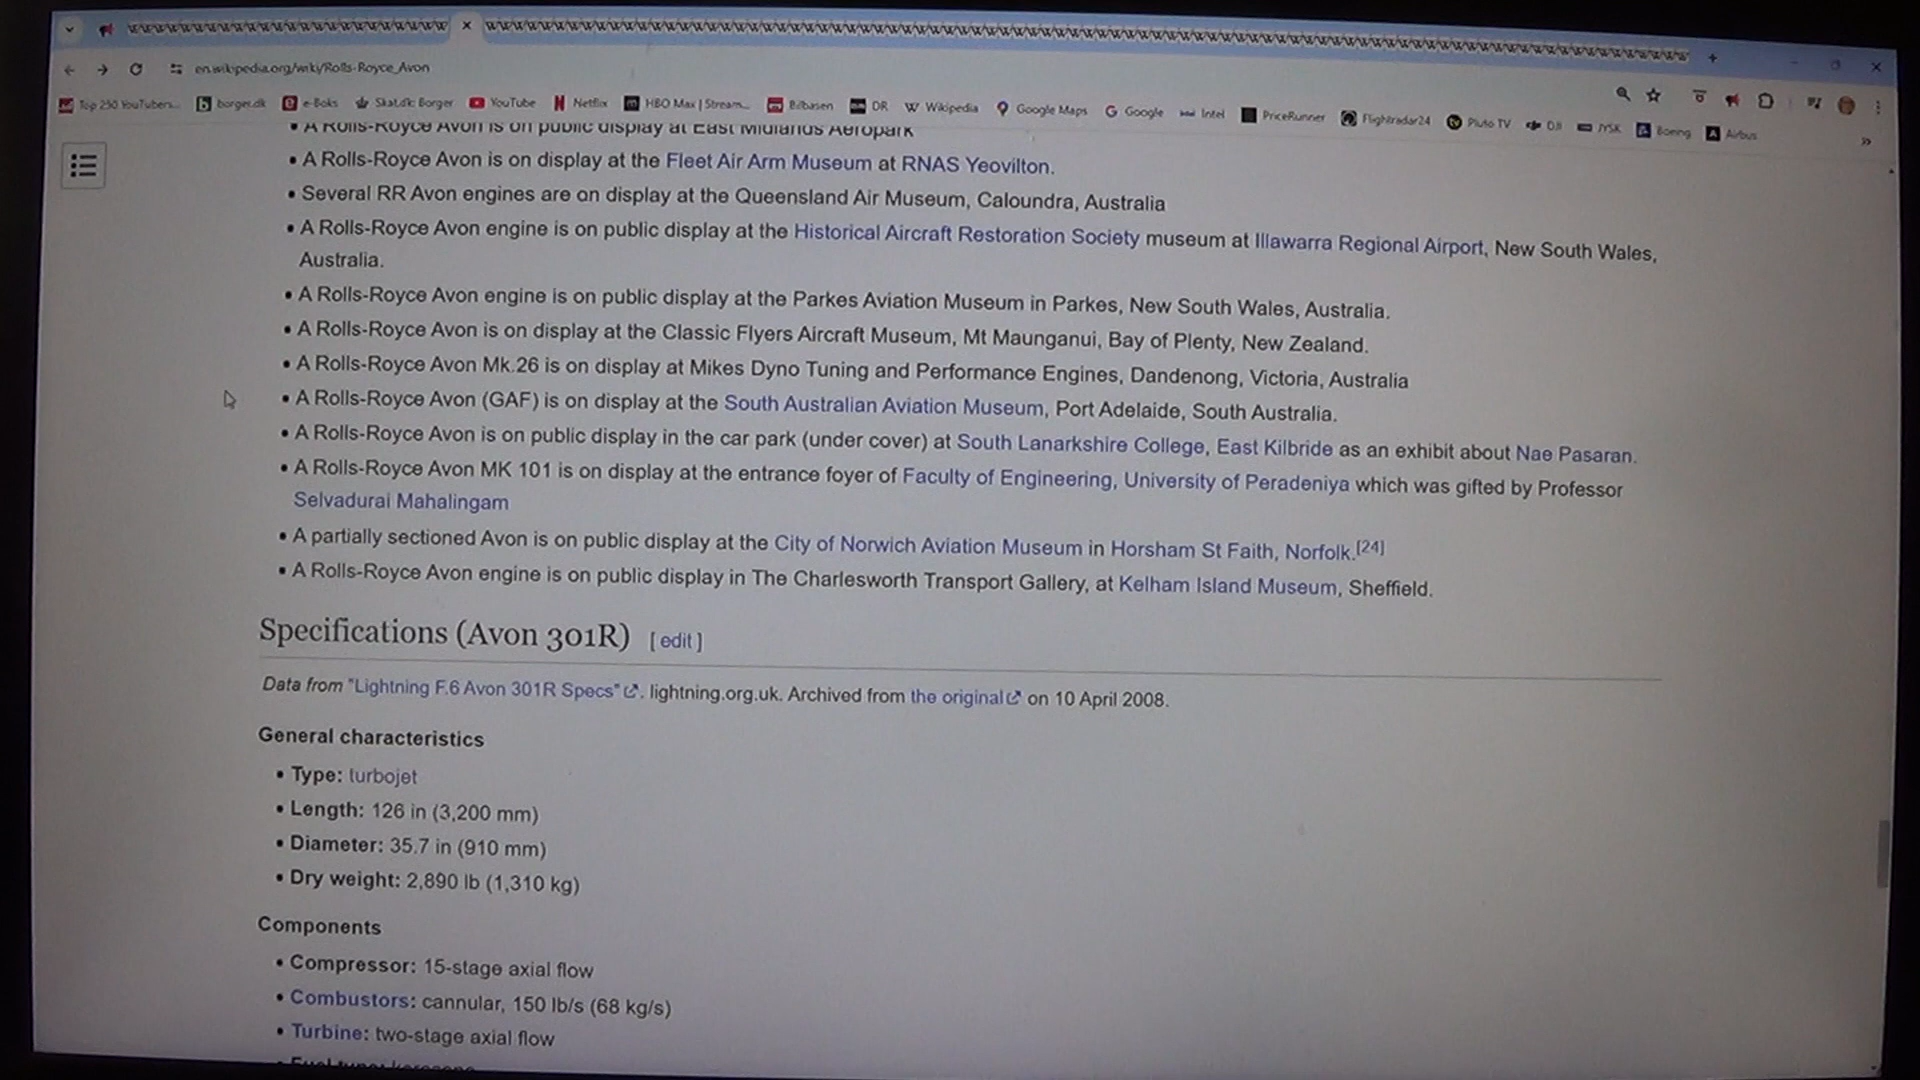 en.wikipedia.org/wiki/Rolls-Royce_Avon
Top 250 YouTubers... borger.dk e-Boks Skat.dk: Borger YouTube Netflix HBO Max | Stream... Bilbasen DR Wikipedia Google Maps Google Intel PriceRunner Flightradar24 Pluto TV DJI JYSK Boeing Airbus »
• A Rolls-Royce Avon is on public display at East Midlands Aeropark
• A Rolls-Royce Avon is on display at the Fleet Air Arm Museum at RNAS Yeovilton.
• Several RR Avon engines are on display at the Queensland Air Museum, Caloundra, Australia
• A Rolls-Royce Avon engine is on public display at the Historical Aircraft Restoration Society museum at Illawarra Regional Airport, New South Wales,
Australia.
• A Rolls-Royce Avon engine is on public display at the Parkes Aviation Museum in Parkes, New South Wales, Australia.
• A Rolls-Royce Avon is on display at the Classic Flyers Aircraft Museum, Mt Maunganui, Bay of Plenty, New Zealand.
• A Rolls-Royce Avon Mk.26 is on display at Mikes Dyno Tuning and Performance Engines, Dandenong, Victoria, Australia
• A Rolls-Royce Avon (GAF) is on display at the South Australian Aviation Museum, Port Adelaide, South Australia.
• A Rolls-Royce Avon is on public display in the car park (under cover) at South Lanarkshire College, East Kilbride as an exhibit about Nae Pasaran.
• A Rolls-Royce Avon MK 101 is on display at the entrance foyer of Faculty of Engineering, University of Peradeniya which was gifted by Professor
Selvadurai Mahalingam
• A partially sectioned Avon is on public display at the City of Norwich Aviation Museum in Horsham St Faith, Norfolk.[24]
• A Rolls-Royce Avon engine is on public display in The Charlesworth Transport Gallery, at Kelham Island Museum, Sheffield.
Specifications (Avon 301R) [ edit ]
Data from "Lightning F.6 Avon 301R Specs". lightning.org.uk. Archived from the original on 10 April 2008.
General characteristics
• Type: turbojet
• Length: 126 in (3,200 mm)
• Diameter: 35.7 in (910 mm)
• Dry weight: 2,890 lb (1,310 kg)
Components
• Compressor: 15-stage axial flow
• Combustors: cannular, 150 lb/s (68 kg/s)
• Turbine: two-stage axial flow
• Fuel type: kerosene